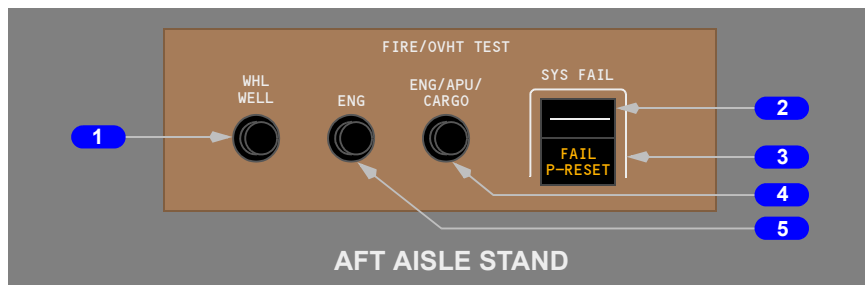 FIRE/OVHT TEST
WHL
WELL
ENG
ENG/APU/
CARGO
SYS FAIL
FAIL
P-RESET
1
2
3
4
5
AFT AISLE STAND